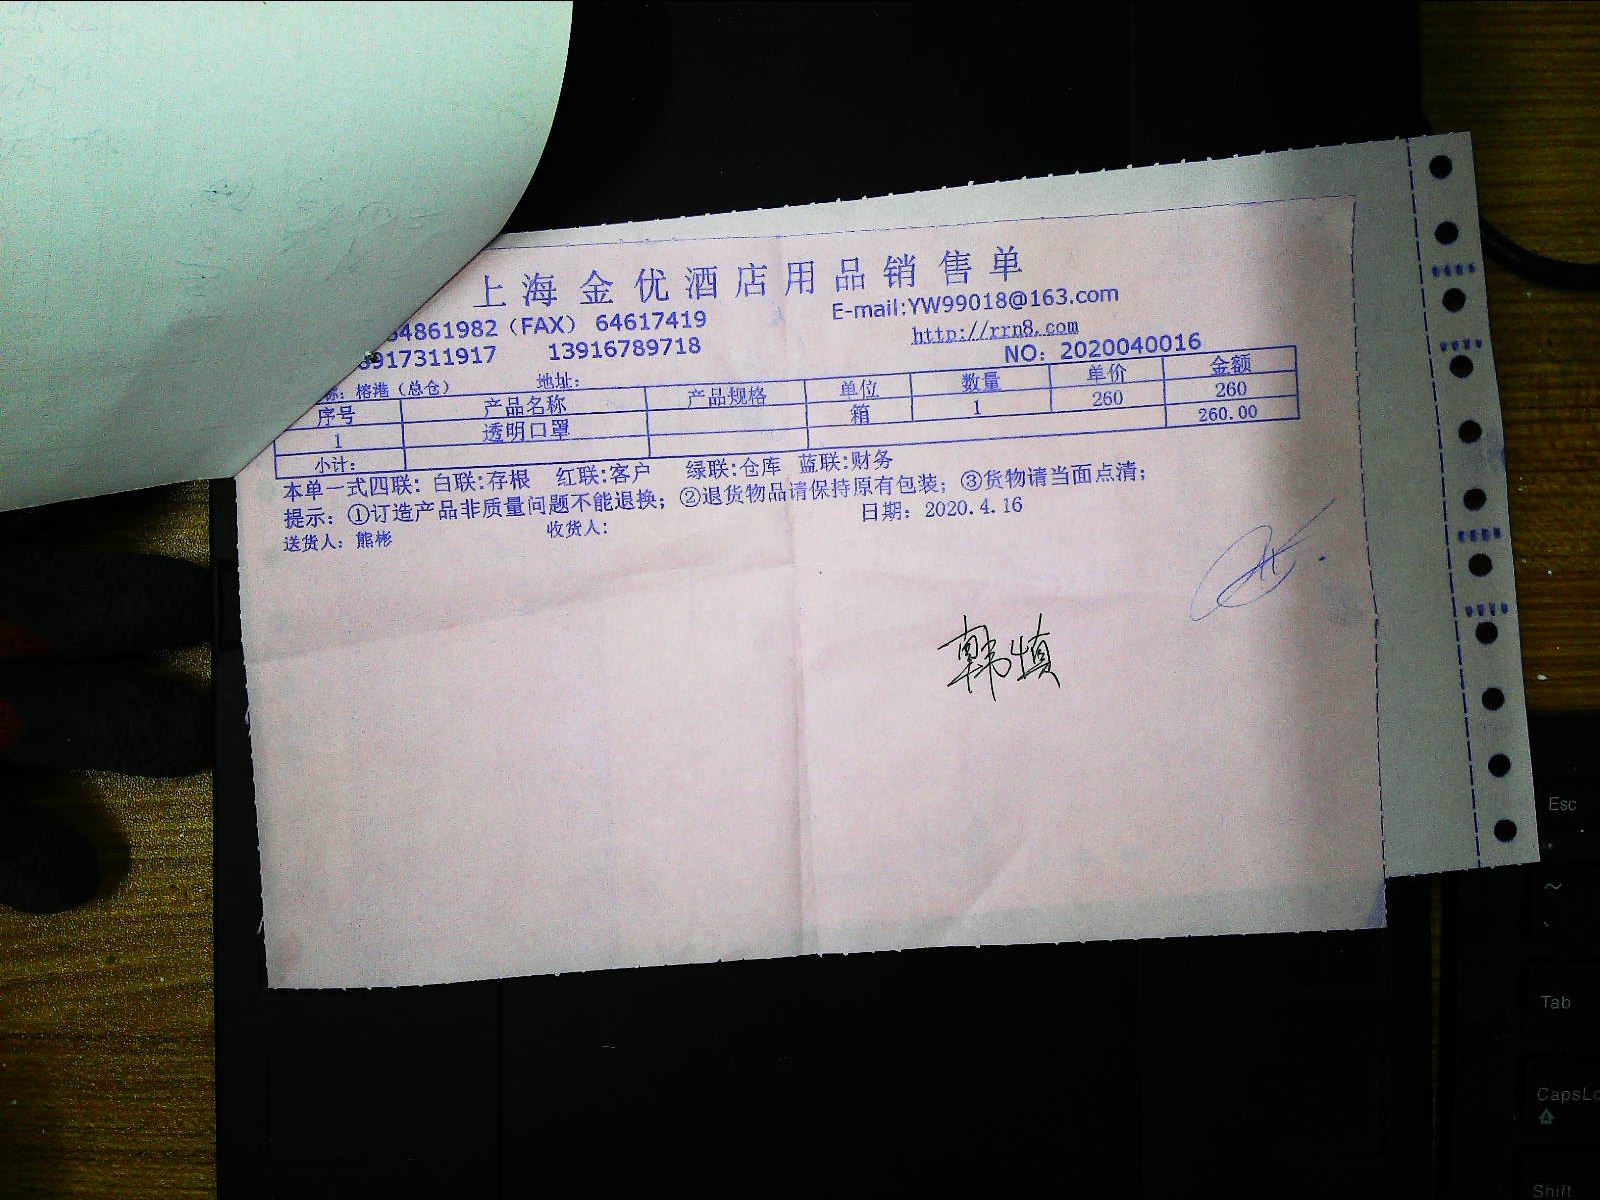 上海金优酒店用品销售单
64861982（FAX） 64617419
E-mail:YW99018@163.com
917311917 13916789718
http://rrn8.com
NO：2020040016
称：榕港（总仓） 地址：
序号 产品名称 产品规格 单位 数量 单价 金额
1 透明口罩 箱 1 260 260
小计： 260.00
本单一式四联：白联:存根 红联:客户 绿联:仓库 蓝联:财务
提示：①订造产品非质量问题不能退换；②退货物品请保持原有包装；③货物请当面点清；
送货人：熊彬 收货人： 日期：2020.4.16
韩慎
Esc
Tab
CapsLo
Shift